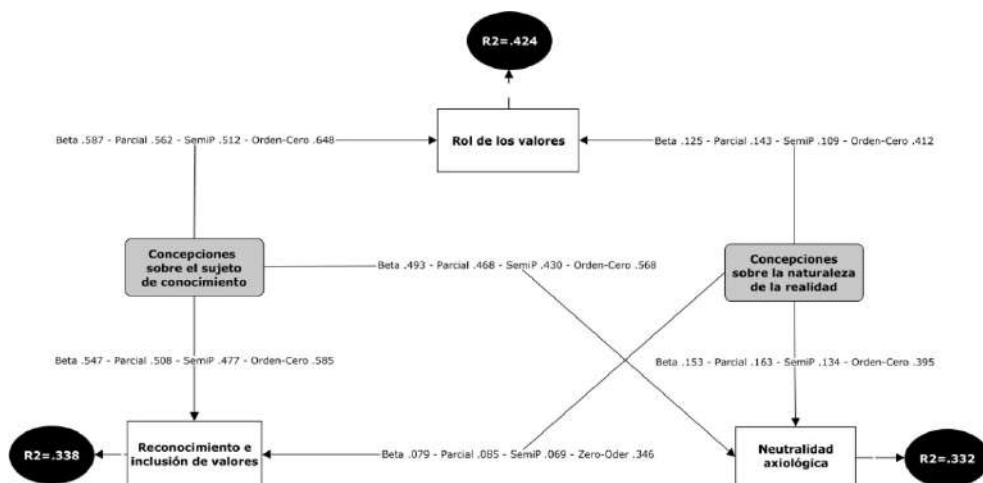 R2=.424
Beta .587 - Parcial .562 - SemiP .512 - Orden-Cero .648
Rol de los valores
Beta .125 - Parcial .143 - SemiP .109 - Orden-Cero .412
Concepciones
sobre el sujeto
de conocimiento
Beta .493 - Parcial .468 - SemiP .430 - Orden-Cero .568
Concepciones
sobre la naturaleza
de la realidad
Beta .547 - Parcial .508 - SemiP .477 - Orden-Cero .585
Beta .153 - Parcial .163 - SemiP .134 - Orden-Cero .395
R2=.338
Reconocimiento e
inclusión de valores
Beta .079 - Parcial .085 - SemiP .069 - Zero-Oder .346
Neutralidad
axiológica
R2=.332